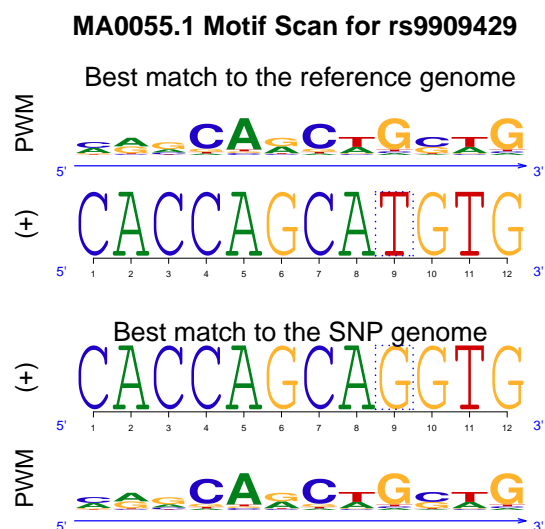 MA0055.1 Motif Scan for rs9909429
Best match to the reference genome
PWM
5' 3'
(+)
CACCAGCATGTG
5' 1 2 3 4 5 6 7 8 9 10 11 12 3'
Best match to the SNP genome
(+)
CACCAGCAGGTG
5' 1 2 3 4 5 6 7 8 9 10 11 12 3'
PWM
5' 3'